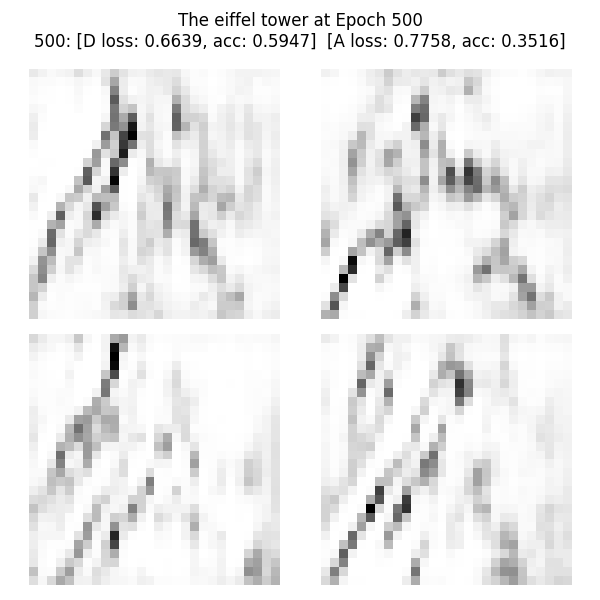 The eiffel tower at Epoch 500
500: [D loss: 0.6639, acc: 0.5947]  [A loss: 0.7758, acc: 0.3516]